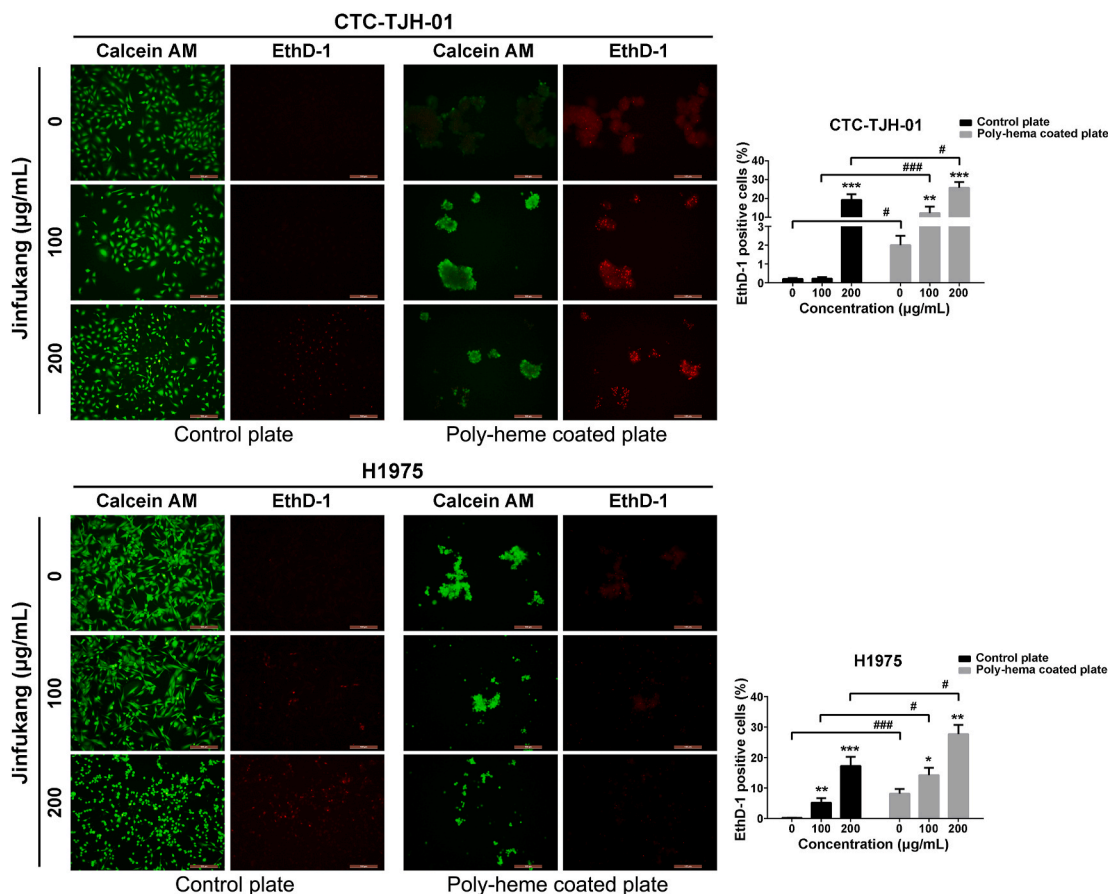 CTC-TJH-01
Calcein AM EthD-1 Calcein AM EthD-1
Jinfukang (µg/mL)
0
100
200
Control plate Poly-heme coated plate
CTC-TJH-01
Control plate
Poly-hema coated plate
EthD-1 positive cells (%)
40
30
20
10
3
2
1
0
***
#
###
#
**
***
0 100 200 0 100 200
Concentration (µg/mL)
H1975
Calcein AM EthD-1 Calcein AM EthD-1
Jinfukang (µg/mL)
0
100
200
Control plate Poly-heme coated plate
H1975
Control plate
Poly-hema coated plate
EthD-1 positive cells (%)
40
30
20
10
0
**
***
###
#
#
*
**
0 100 200 0 100 200
Concentration (µg/mL)